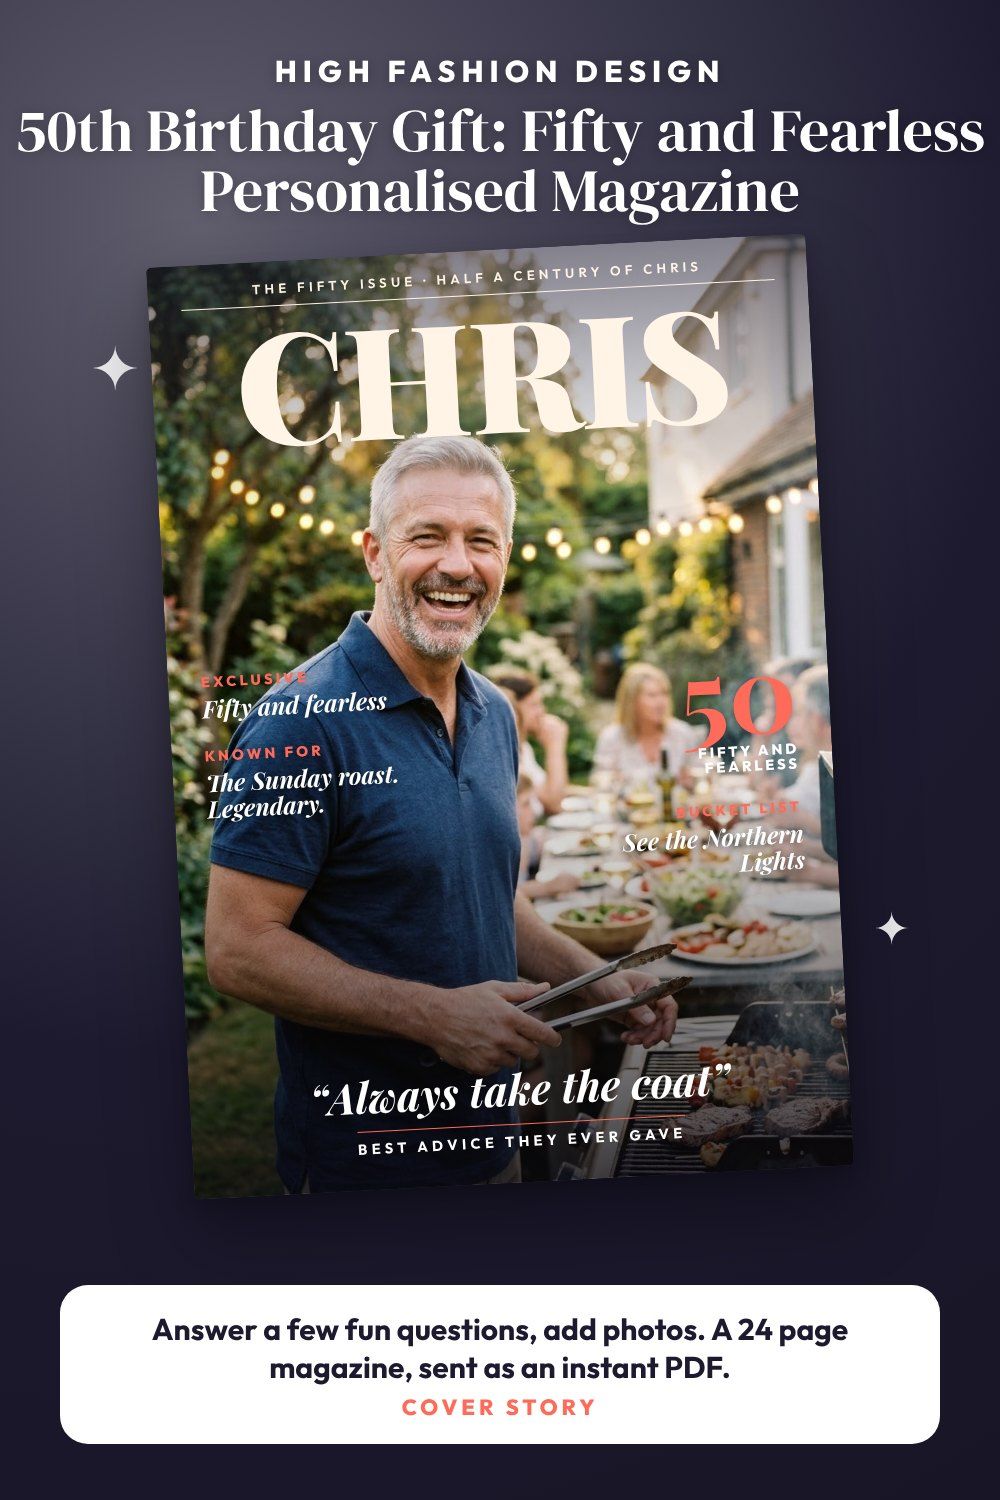 HIGH FASHION DESIGN
50th Birthday Gift: Fifty and Fearless
Personalised Magazine
THE FIFTY ISSUE · HALF A CENTURY OF CHRIS
CHRIS
EXCLUSIVE
Fifty and fearless
KNOWN FOR
The Sunday roast.
Legendary.
50
FIFTY AND
FEARLESS
BUCKET LIST
See the Northern
Lights
“Always take the coat”
BEST ADVICE THEY EVER GAVE
Answer a few fun questions, add photos. A 24 page
magazine, sent as an instant PDF.
COVER STORY